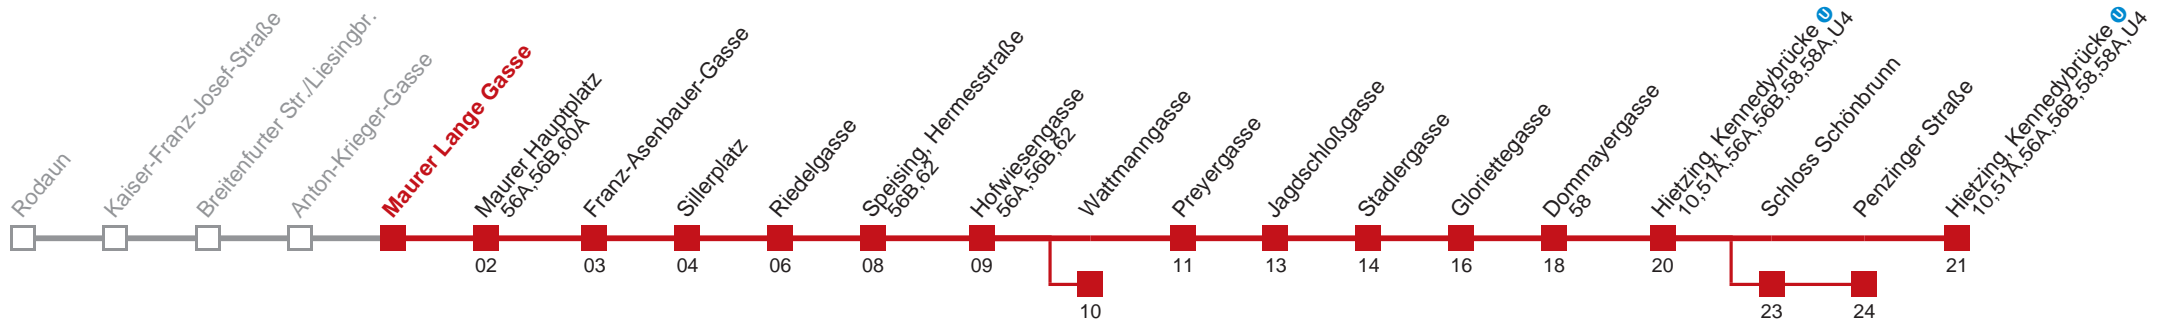 Rodaun
Kaiser-Franz-Josef-Straße
Breitenfurter Str./Liesingbr.
Anton-Krieger-Gasse
Maurer Lange Gasse
Maurer Hauptplatz
56A,56B,60A
02
Franz-Asenbauer-Gasse
03
Sillerplatz
04
Riedelgasse
06
Speising, Hermesstraße
56B,62
08
Hofwiesengasse
56A,56B,62
09
Wattmanngasse
10
Preyergasse
11
Jagdschloßgasse
13
Stadlergasse
14
Gloriettegasse
16
Dommayergasse
58
18
Hietzing, Kennedybrücke U
10,51A,56A,56B,58,58A,U4
20
Schloss Schönbrunn
23
Penzinger Straße
24
Hietzing, Kennedybrücke U
10,51A,56A,56B,58,58A,U4
21